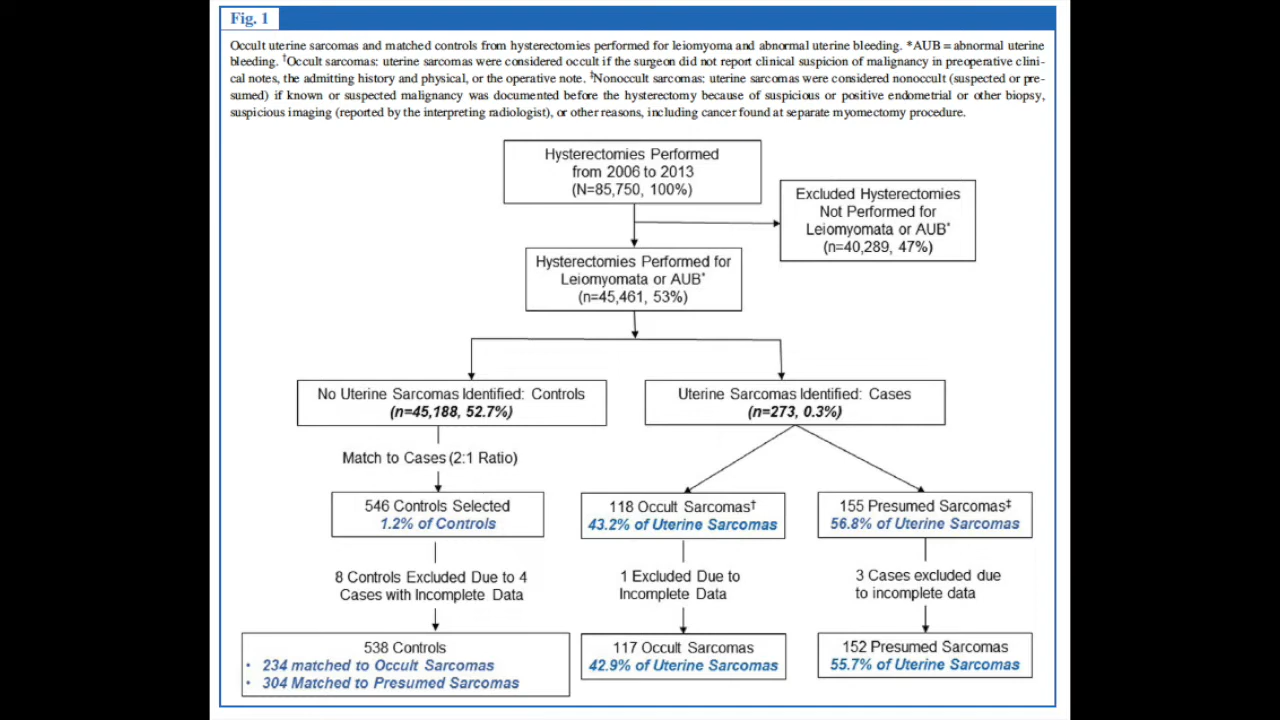 Fig. 1
Occult uterine sarcomas and matched controls from hysterectomies performed for leiomyoma and abnormal uterine bleeding. *AUB = abnormal uterine
bleeding. †Occult sarcomas: uterine sarcomas were considered occult if the surgeon did not report clinical suspicion of malignancy in preoperative clini-
cal notes, the admitting history and physical, or the operative note. ‡Nonoccult sarcomas: uterine sarcomas were considered nonoccult (suspected or pre-
sumed) if known or suspected malignancy was documented before the hysterectomy because of suspicious or positive endometrial or other biopsy,
suspicious imaging (reported by the interpreting radiologist), or other reasons, including cancer found at separate myomectomy procedure.
Hysterectomies Performed
from 2006 to 2013
(N=85,750, 100%)
Excluded Hysterectomies
Not Performed for
Leiomyomata or AUB*
(n=40,289, 47%)
Hysterectomies Performed for
Leiomyomata or AUB*
(n=45,461, 53%)
No Uterine Sarcomas Identified: Controls
(n=45,188, 52.7%)
Uterine Sarcomas Identified: Cases
(n=273, 0.3%)
Match to Cases (2:1 Ratio)
546 Controls Selected
1.2% of Controls
118 Occult Sarcomas†
43.2% of Uterine Sarcomas
155 Presumed Sarcomas‡
56.8% of Uterine Sarcomas
8 Controls Excluded Due to 4
Cases with Incomplete Data
1 Excluded Due to
Incomplete Data
3 Cases excluded due
to incomplete data
538 Controls
• 234 matched to Occult Sarcomas
• 304 Matched to Presumed Sarcomas
117 Occult Sarcomas
42.9% of Uterine Sarcomas
152 Presumed Sarcomas
55.7% of Uterine Sarcomas